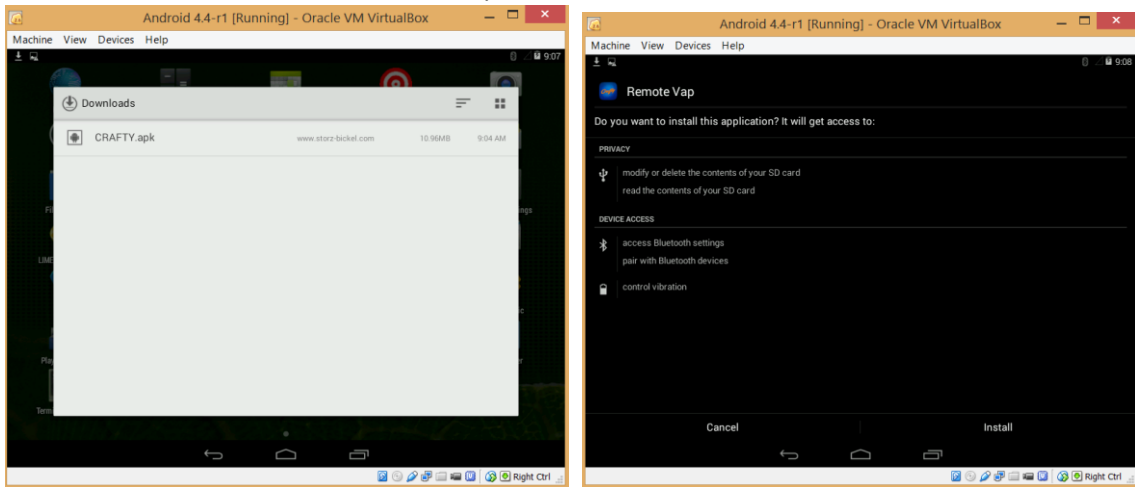 Android 4.4-r1 [Running] - Oracle VM VirtualBox
Machine View Devices Help
9:07
Downloads
CRAFTY.apk www.storz-bickel.com 10.96MB 9:04 AM
Right Ctrl
Android 4.4-r1 [Running] - Oracle VM VirtualBox
Machine View Devices Help
9:08
Remote Vap
Do you want to install this application? It will get access to:
PRIVACY
modify or delete the contents of your SD card
read the contents of your SD card
DEVICE ACCESS
access Bluetooth settings
pair with Bluetooth devices
control vibration
Cancel Install
Right Ctrl